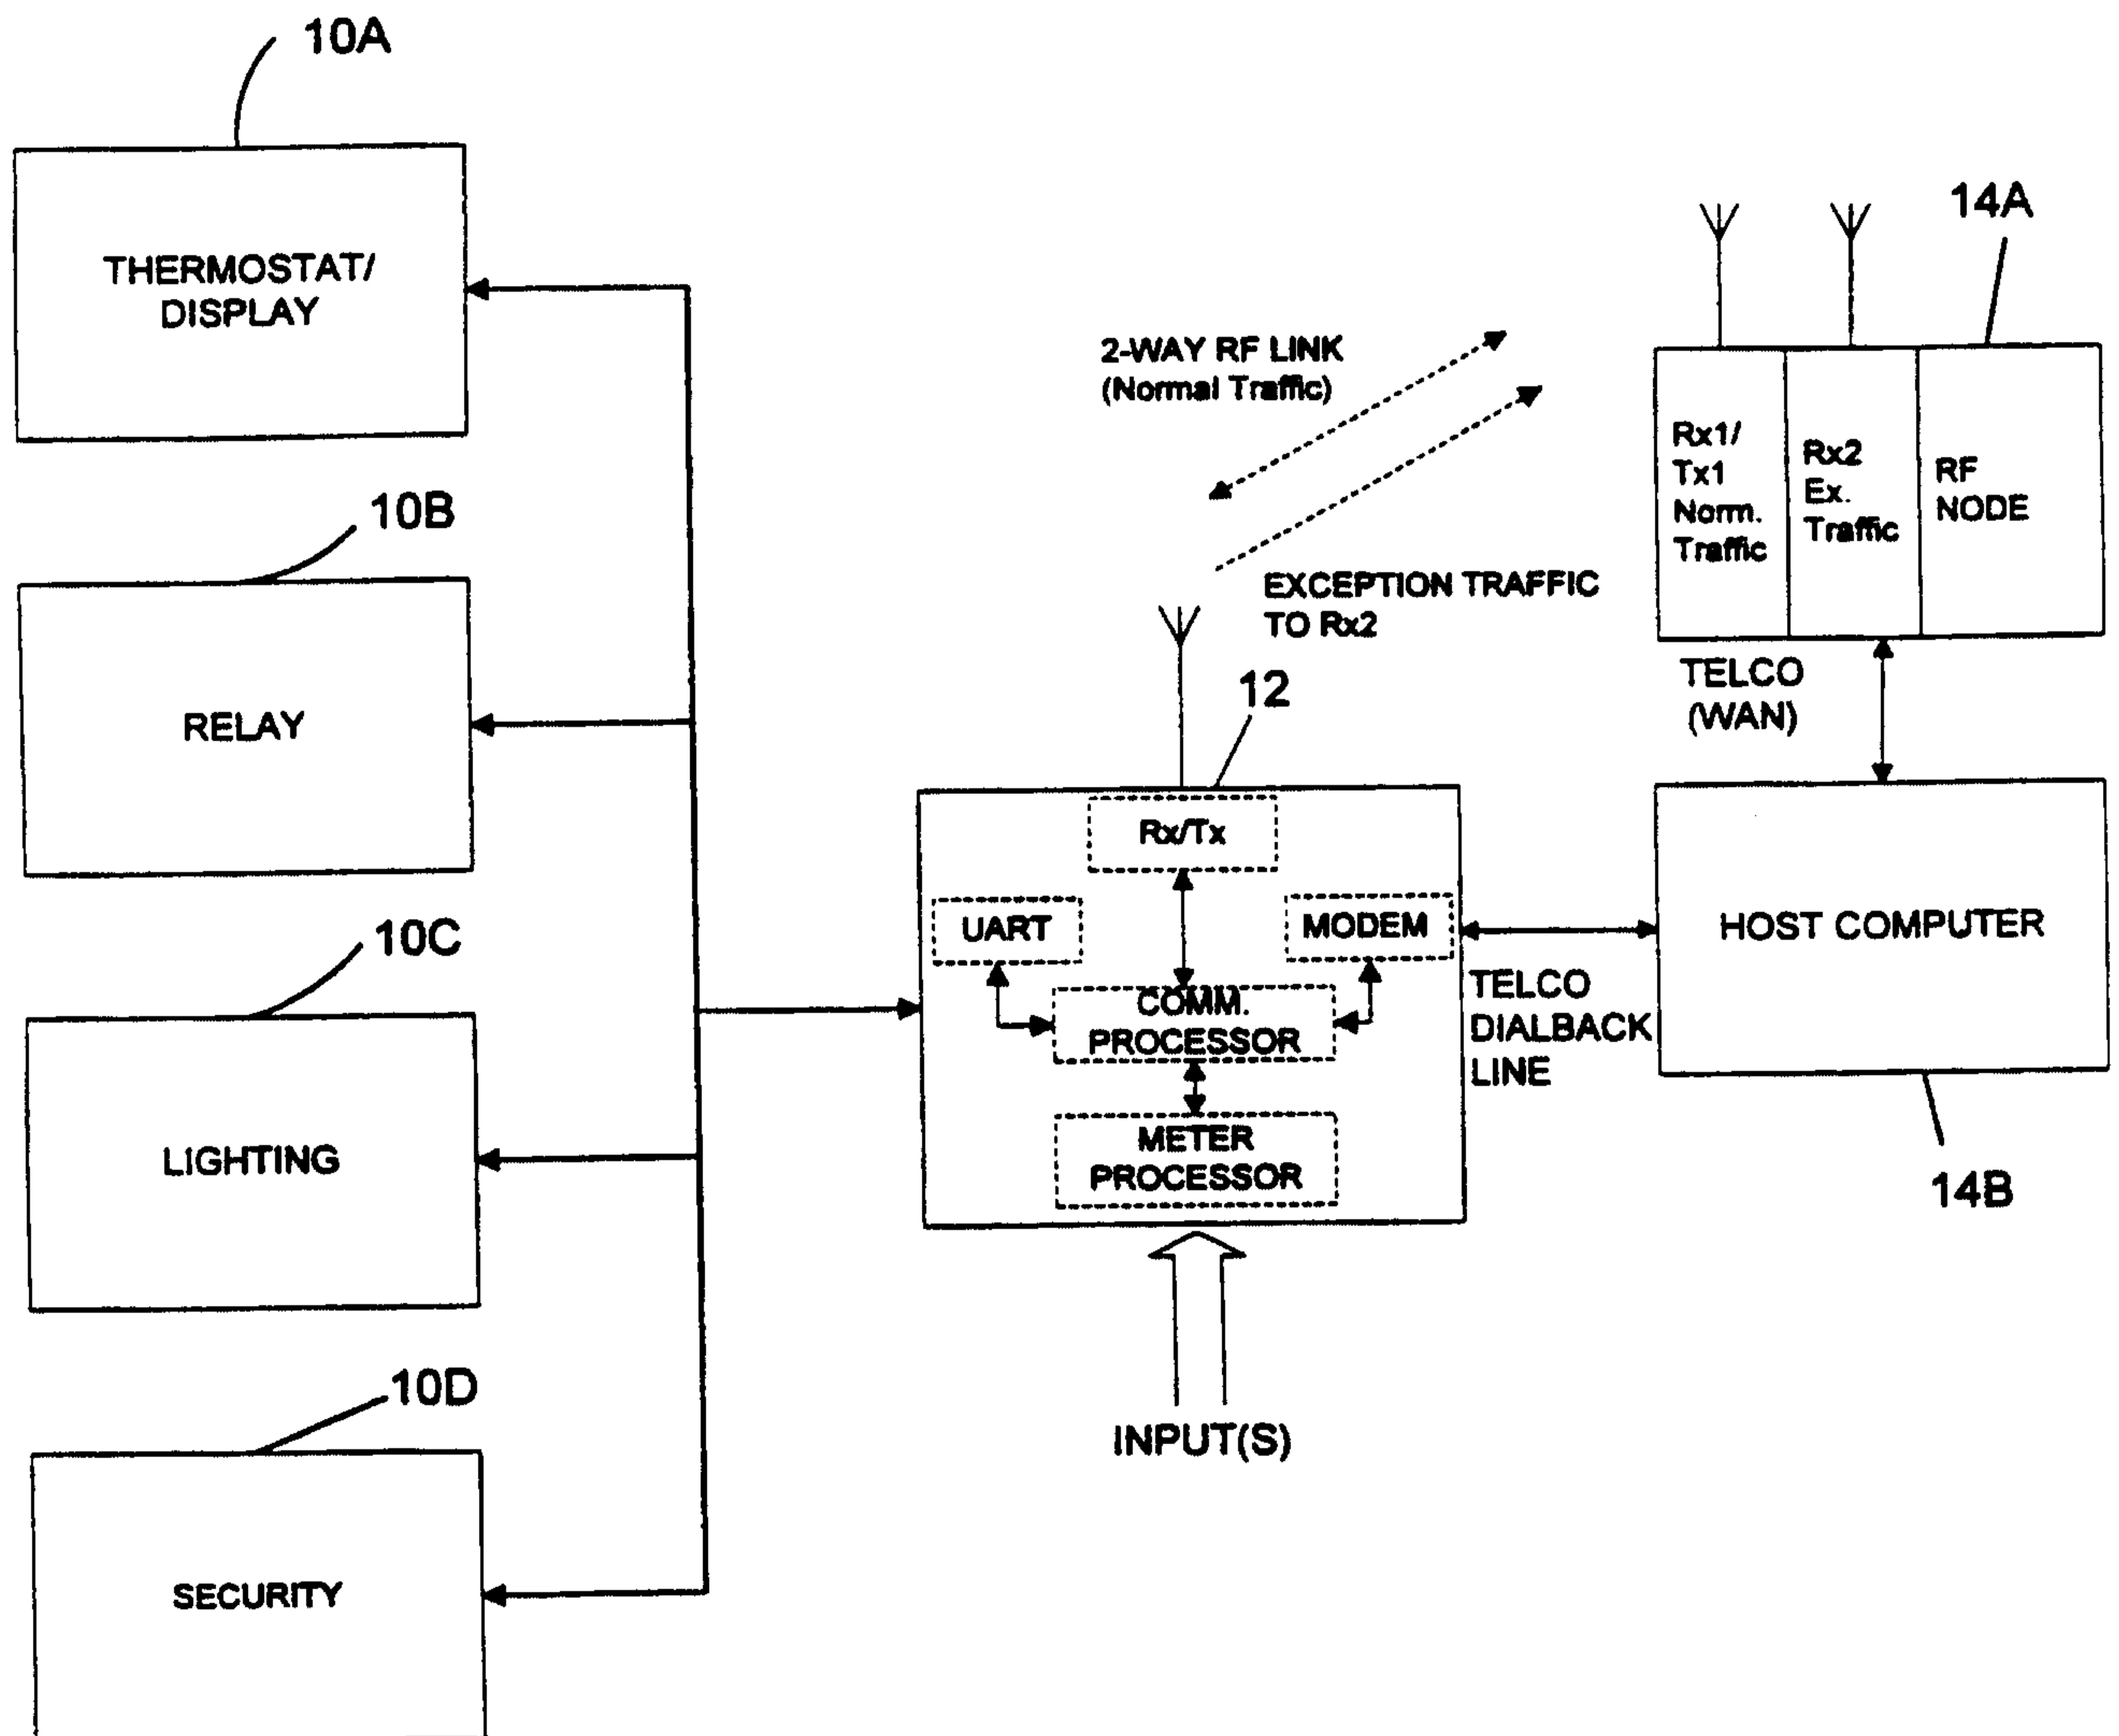 10A
THERMOSTAT/
DISPLAY
10B
RELAY
10C
LIGHTING
10D
SECURITY
2-WAY RF LINK
(Normal Traffic)
EXCEPTION TRAFFIC
TO Rx2
12
Rx/Tx
UART
MODEM
COMM.
PROCESSOR
METER
PROCESSOR
INPUT(S)
14A
Rx1/
Tx1
Norm.
Traffic
Rx2
Ex.
Traffic
RF
NODE
TELCO
(WAN)
HOST COMPUTER
TELCO
DIALBACK
LINE
14B